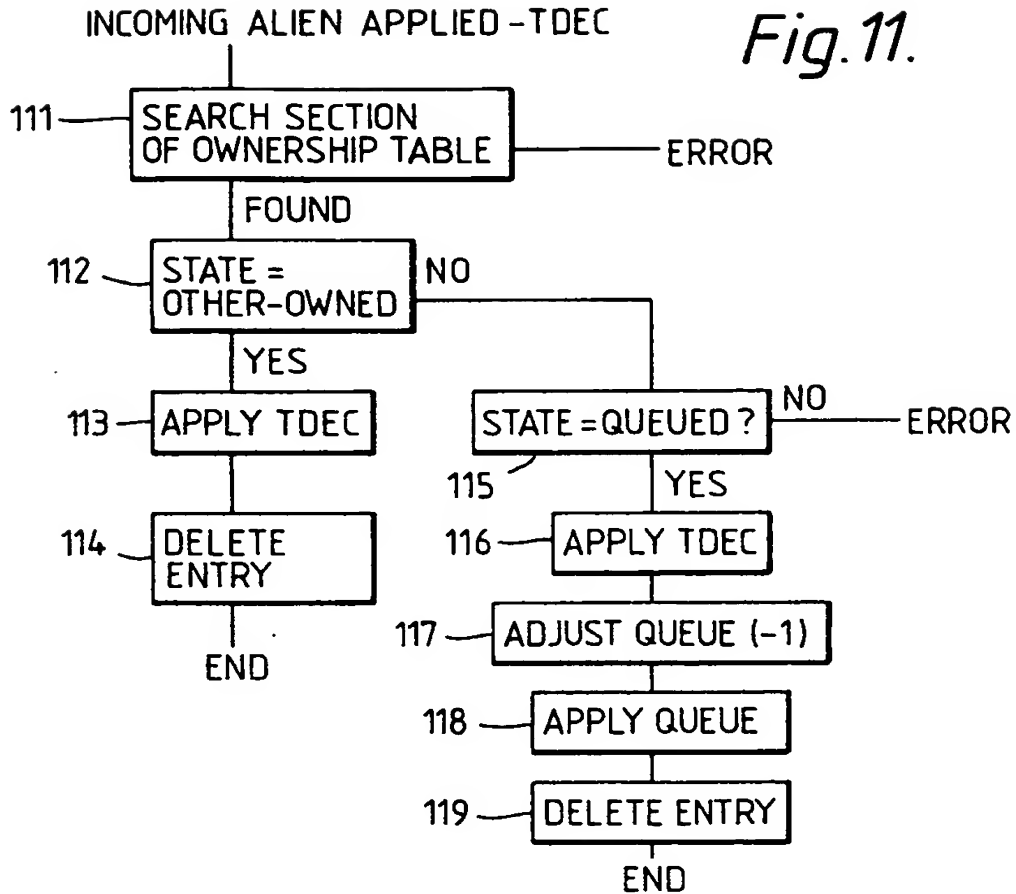 INCOMING ALIEN APPLIED-TDEC
Fig.11.
111
SEARCH SECTION
OF OWNERSHIP TABLE
ERROR
FOUND
112
STATE =
OTHER-OWNED
NO
YES
113
APPLY TDEC
STATE = QUEUED ?
NO
ERROR
115
YES
114
DELETE
ENTRY
116
APPLY TDEC
END
117
ADJUST QUEUE (-1)
118
APPLY QUEUE
119
DELETE ENTRY
END